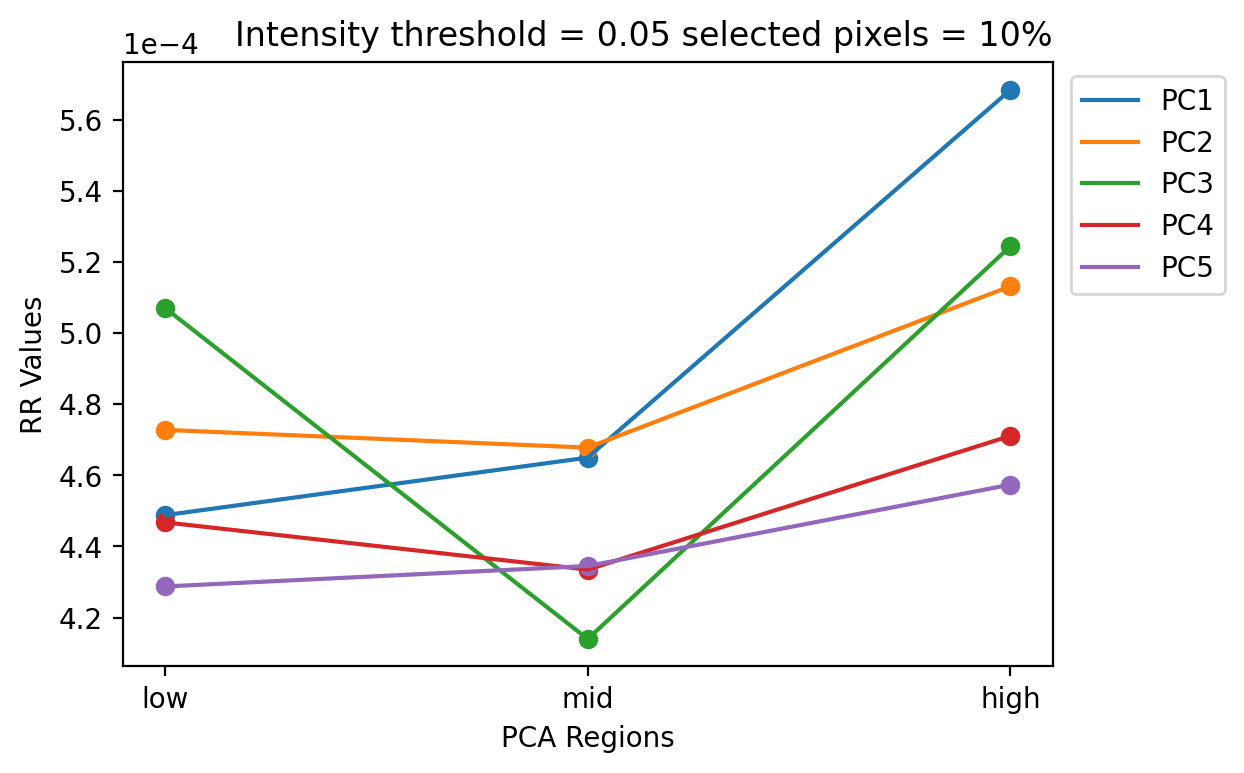 1e−4
Intensity threshold = 0.05 selected pixels = 10%
5.6
5.4
5.2
5.0
4.8
4.6
4.4
4.2
RR Values
low
mid
high
PCA Regions
PC1
PC2
PC3
PC4
PC5